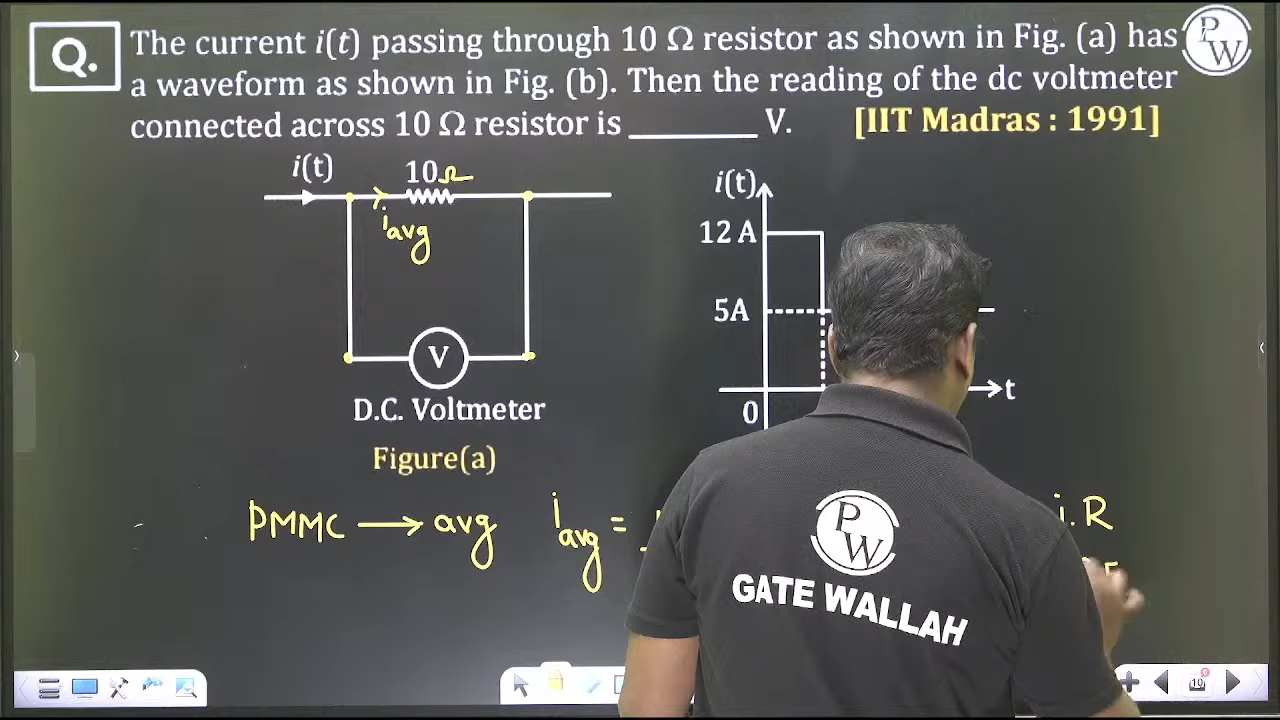 Q.
The current i(t) passing through 10 Ω resistor as shown in Fig. (a) has
a waveform as shown in Fig. (b). Then the reading of the dc voltmeter
connected across 10 Ω resistor is ________ V. [IIT Madras : 1991]
PW
i(t)
10Ω
i avg
V
D.C. Voltmeter
Figure(a)
i(t)
12 A
5A
0
t
PMMC → avg
i avg =
i.R
PW
GATE WALLAH
19